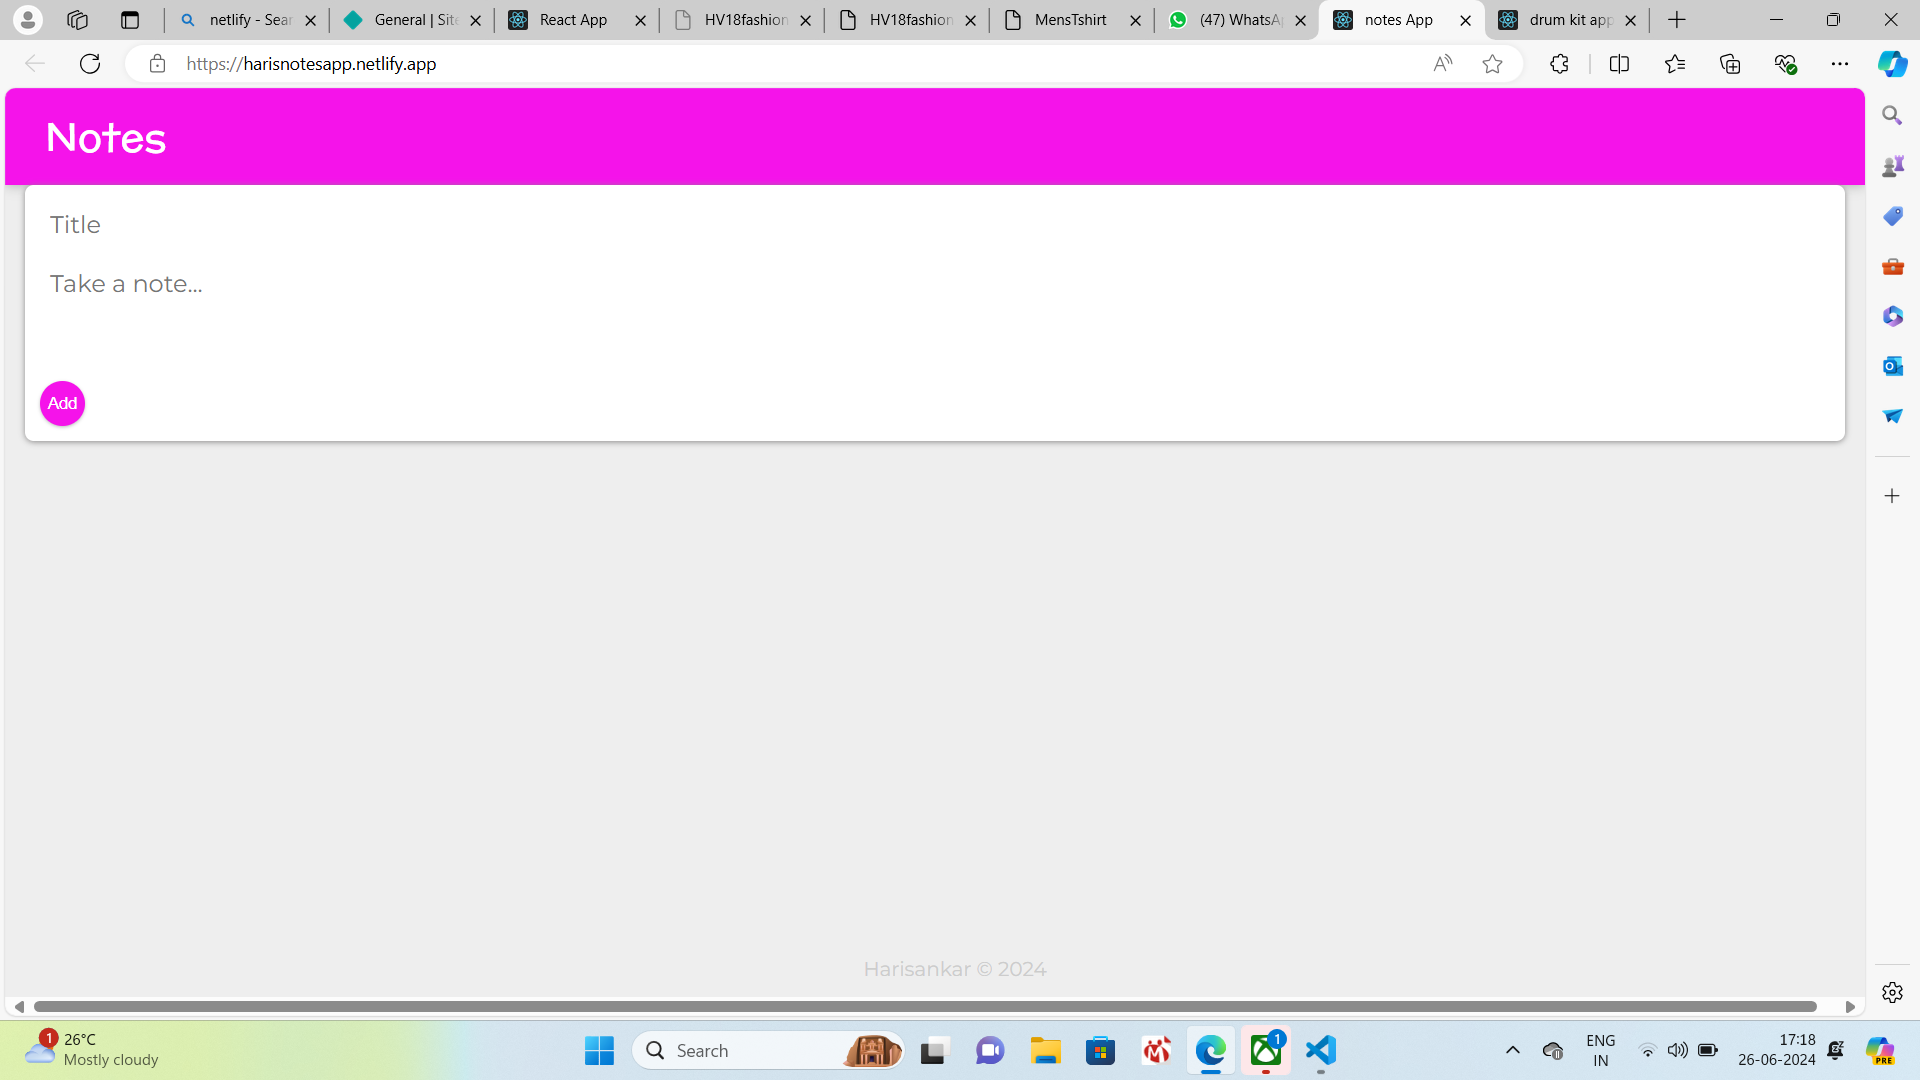 netlify - Sear
General | Site
React App
HV18fashion
HV18fashion
MensTshirt
(47) WhatsA
notes App
drum kit app
https://harisnotesapp.netlify.app
Notes
Title
Take a note...
Add
Harisankar © 2024
1
26°C
Mostly cloudy
Search
1
ENG
IN
17:18
26-06-2024
PRE